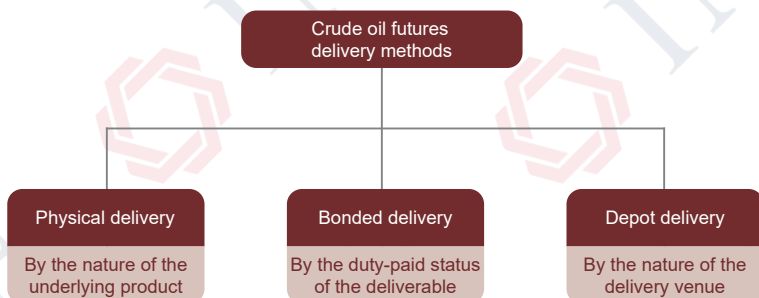 Crude oil futures
delivery methods
Physical delivery
By the nature of the
underlying product
Bonded delivery
By the duty-paid status
of the deliverable
Depot delivery
By the nature of the
delivery venue